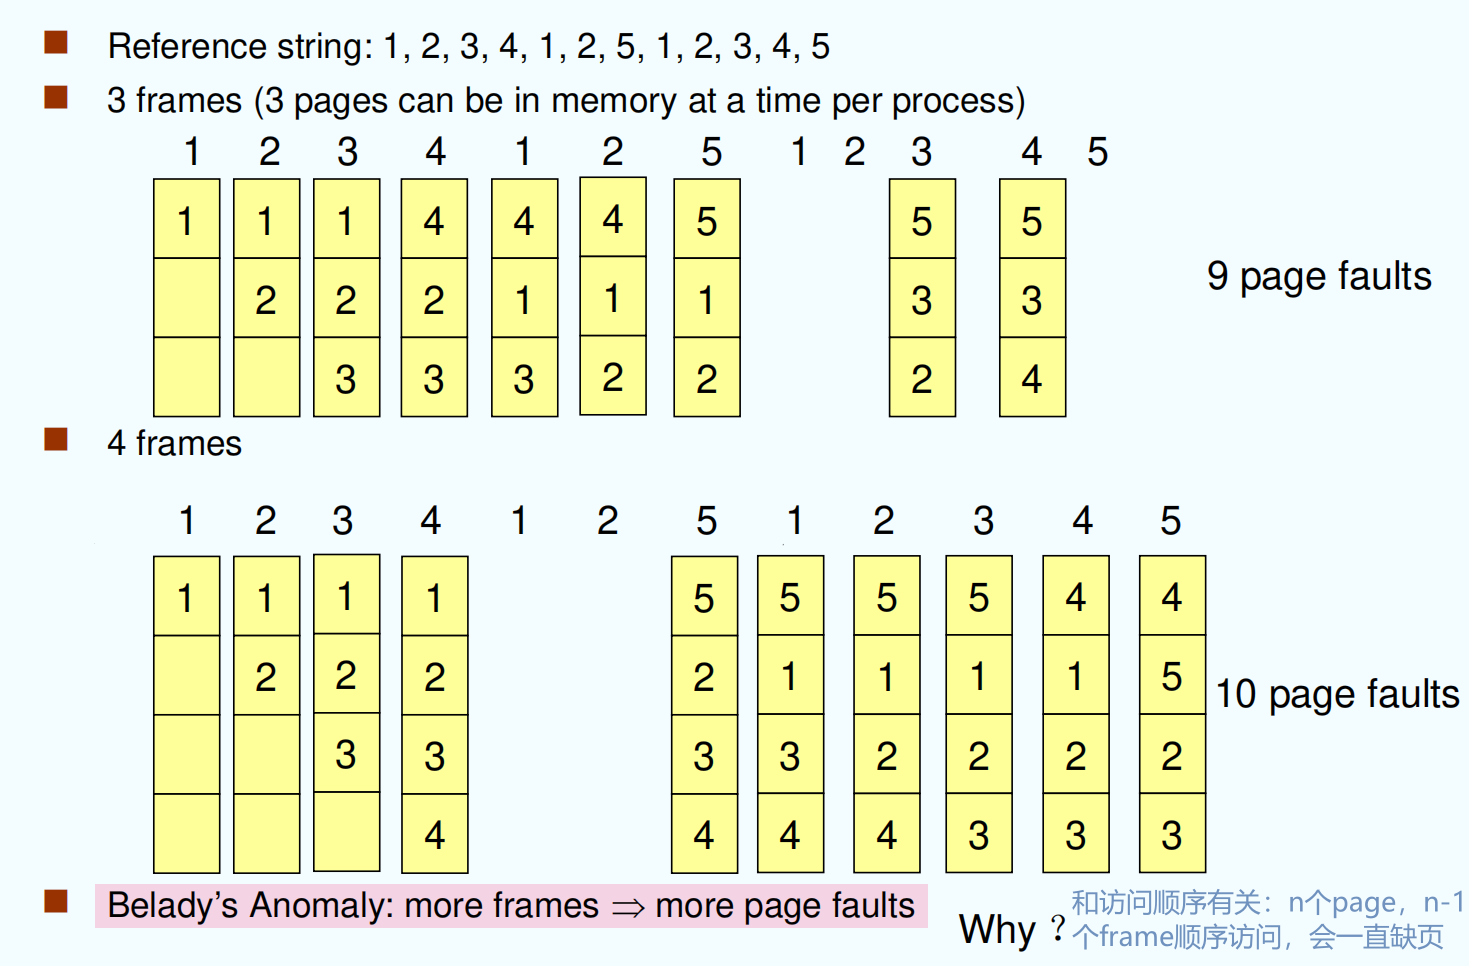 Reference string: 1, 2, 3, 4, 1, 2, 5, 1, 2, 3, 4, 5
3 frames (3 pages can be in memory at a time per process)
1 2 3 4 1 2 5 1 2 3 4 5
1 1 1 4 4 4 5 5 5
2 2 2 1 1 1 3 3
3 3 3 2 2 2 4
9 page faults
4 frames
1 2 3 4 1 2 5 1 2 3 4 5
1 1 1 1 5 5 5 5 4 4
2 2 2 2 1 1 1 1 5
3 3 3 3 2 2 2 2
4 4 4 4 3 3 3
10 page faults
Belady's Anomaly: more frames ⇒ more page faults
Why ?
和访问顺序有关：n个page，n-1
个frame顺序访问，会一直缺页